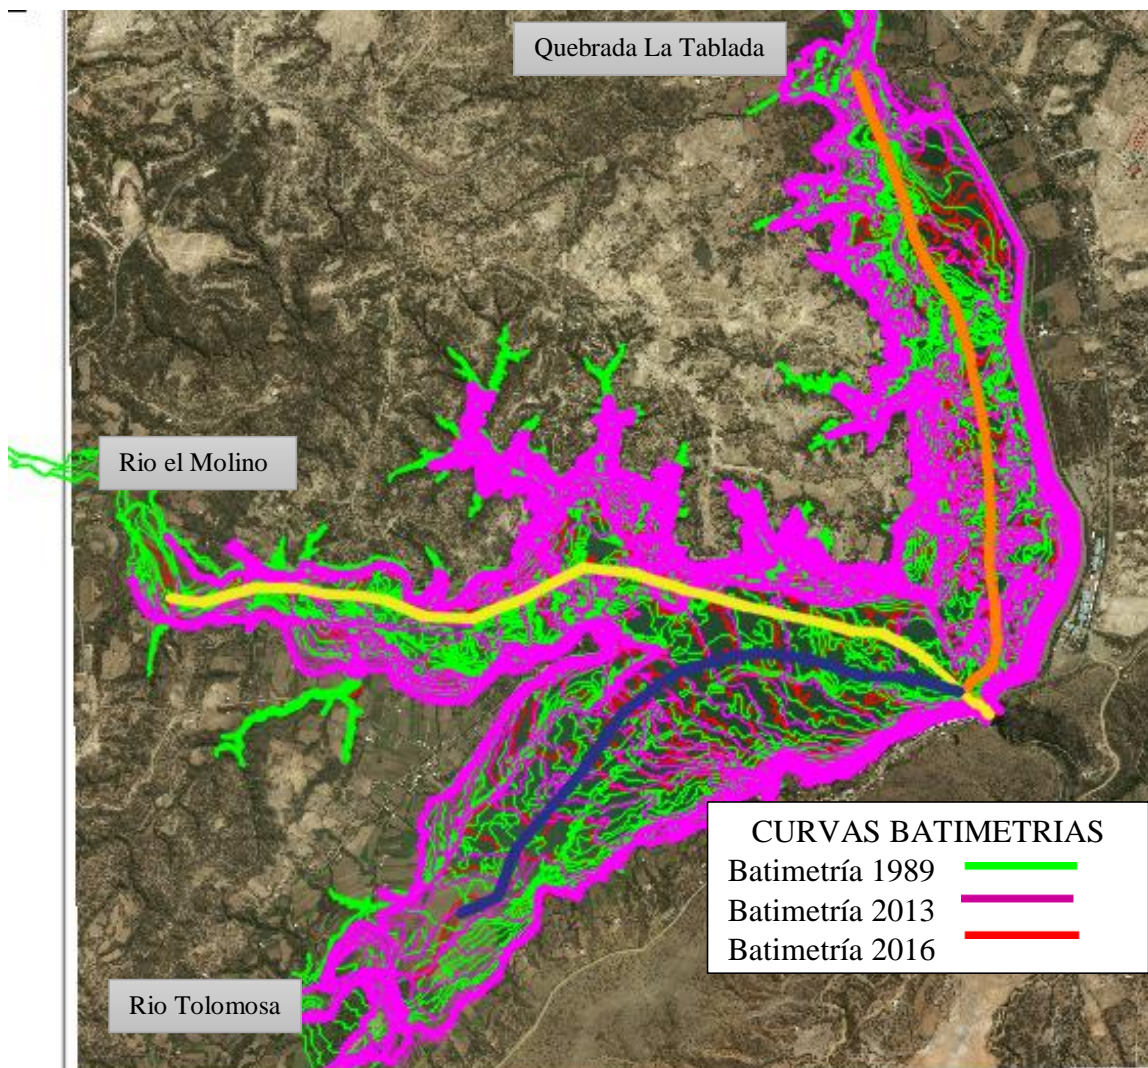 Quebrada La Tablada
Rio el Molino
CURVAS BATIMETRIAS
Batimetría 1989
Batimetría 2013
Batimetría 2016
Rio Tolomosa